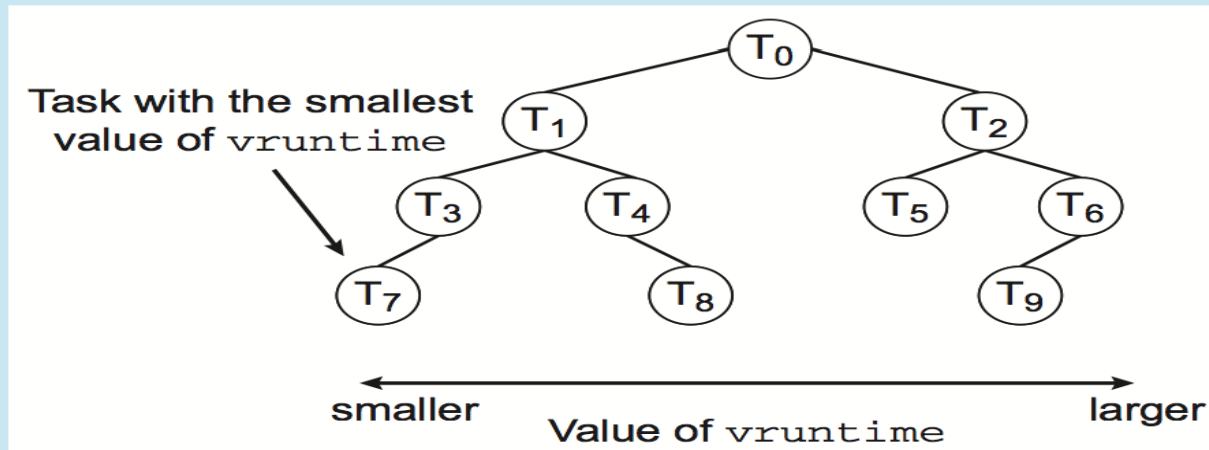 T0
Task with the smallest
value of vruntime
T1
T2
T3
T4
T5
T6
T7
T8
T9
smaller
larger
Value of vruntime